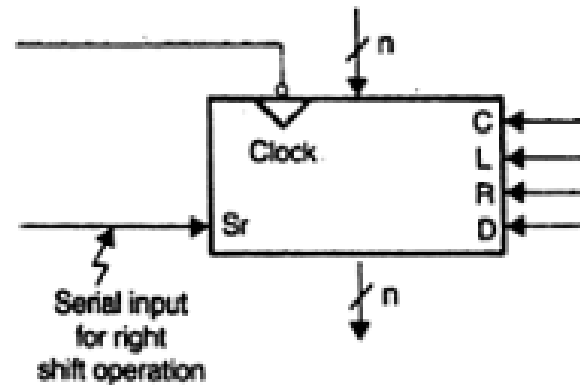 n
Clock
C
L
R
D
Sr
n
Serial input
for right
shift operation